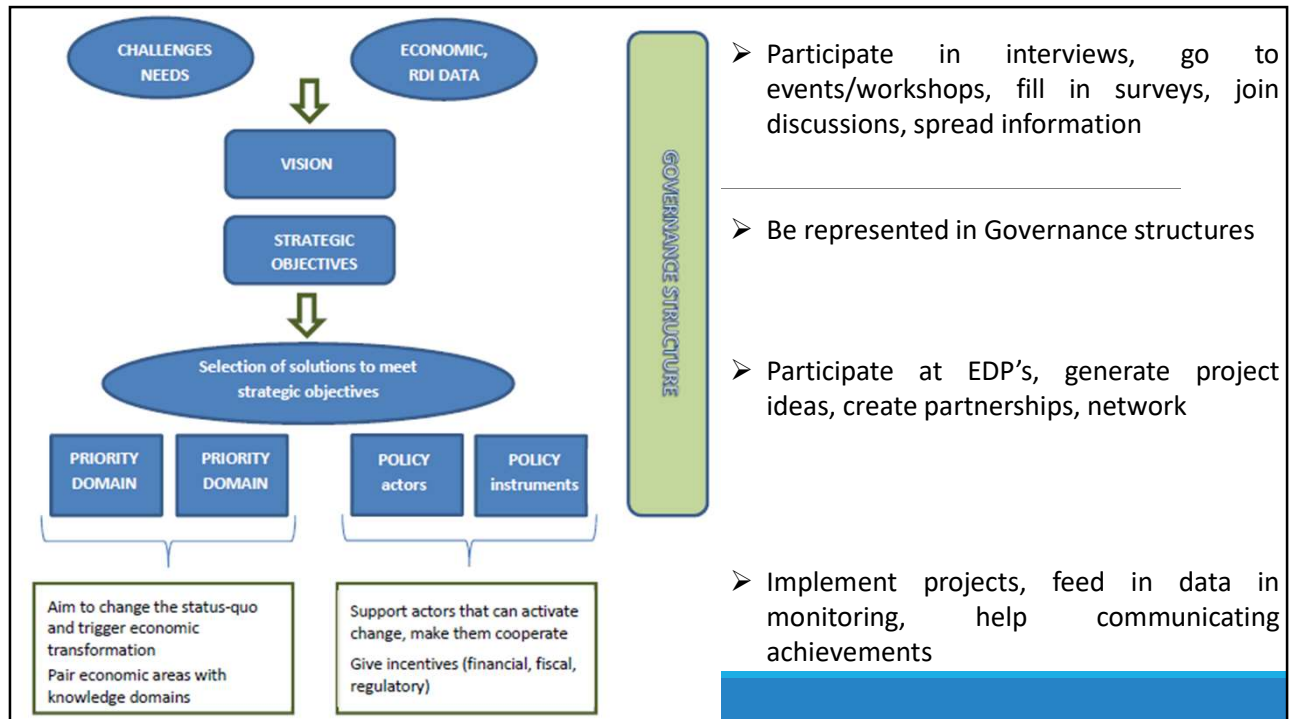 CHALLENGES
NEEDS
ECONOMIC,
RDI DATA
VISION
STRATEGIC
OBJECTIVES
Selection of solutions to meet
strategic objectives
PRIORITY
DOMAIN
PRIORITY
DOMAIN
POLICY
actors
POLICY
instruments
Aim to change the status-quo
and trigger economic
transformation
Pair economic areas with
knowledge domains
Support actors that can activate
change, make them cooperate
Give incentives (financial, fiscal,
regulatory)
GOVERNANCE STRUCTURE
➢ Participate in interviews, go to
events/workshops, fill in surveys, join
discussions, spread information
➢ Be represented in Governance structures
➢ Participate at EDP's, generate project
ideas, create partnerships, network
➢ Implement projects, feed in data in
monitoring, help communicating
achievements